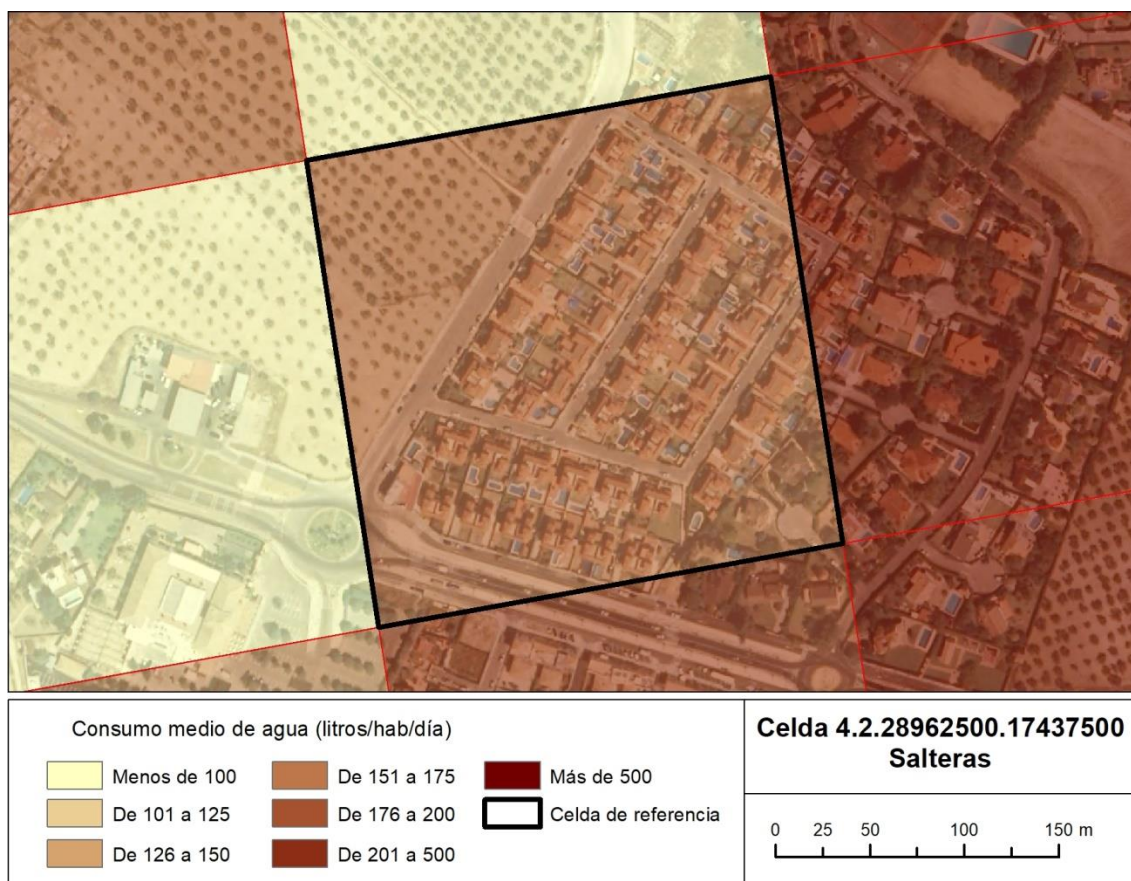 Consumo medio de agua (litros/hab/día)
Menos de 100
De 101 a 125
De 126 a 150
De 151 a 175
De 176 a 200
De 201 a 500
Más de 500
Celda de referencia
Celda 4.2.28962500.17437500
Salteras
0 25 50 100 150 m